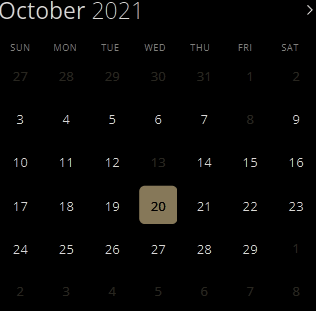 October 2021 >
SUN MON TUE WED THU FRI SAT
27 28 29 30 31 1 2
3 4 5 6 7 8 9
10 11 12 13 14 15 16
17 18 19 20 21 22 23
24 25 26 27 28 29 1
2 3 4 5 6 7 8